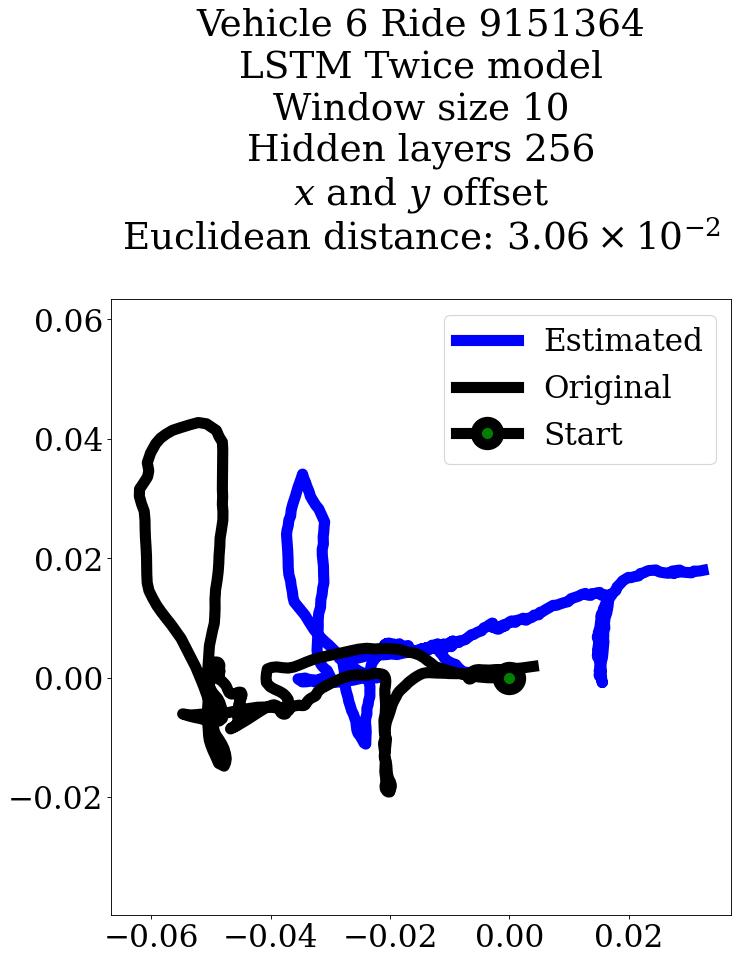 Vehicle 6 Ride 9151364
LSTM Twice model
Window size 10
Hidden layers 256
x and y offset
Euclidean distance: 3.06 × 10⁻²
Estimated
Original
Start
0.06
0.04
0.02
0.00
−0.02
−0.06
−0.04
−0.02
0.00
0.02